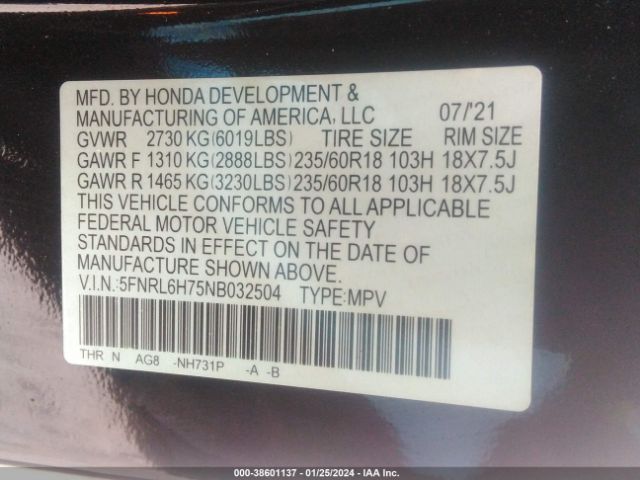 MFD. BY HONDA DEVELOPMENT &
MANUFACTURING OF AMERICA, LLC 07/'21
GVWR 2730 KG(6019LBS) TIRE SIZE RIM SIZE
GAWR F 1310 KG(2888LBS)235/60R18 103H 18X7.5J
GAWR R 1465 KG(3230LBS)235/60R18 103H 18X7.5J
THIS VEHICLE CONFORMS TO ALL APPLICABLE
FEDERAL MOTOR VEHICLE SAFETY
STANDARDS IN EFFECT ON THE DATE OF
MANUFACTURE SHOWN ABOVE.
V.I.N.:5FNRL6H75NB032504 TYPE:MPV
THR N AG8 -NH731P -A -B
000-38601137 - 01/25/2024 - IAA Inc.